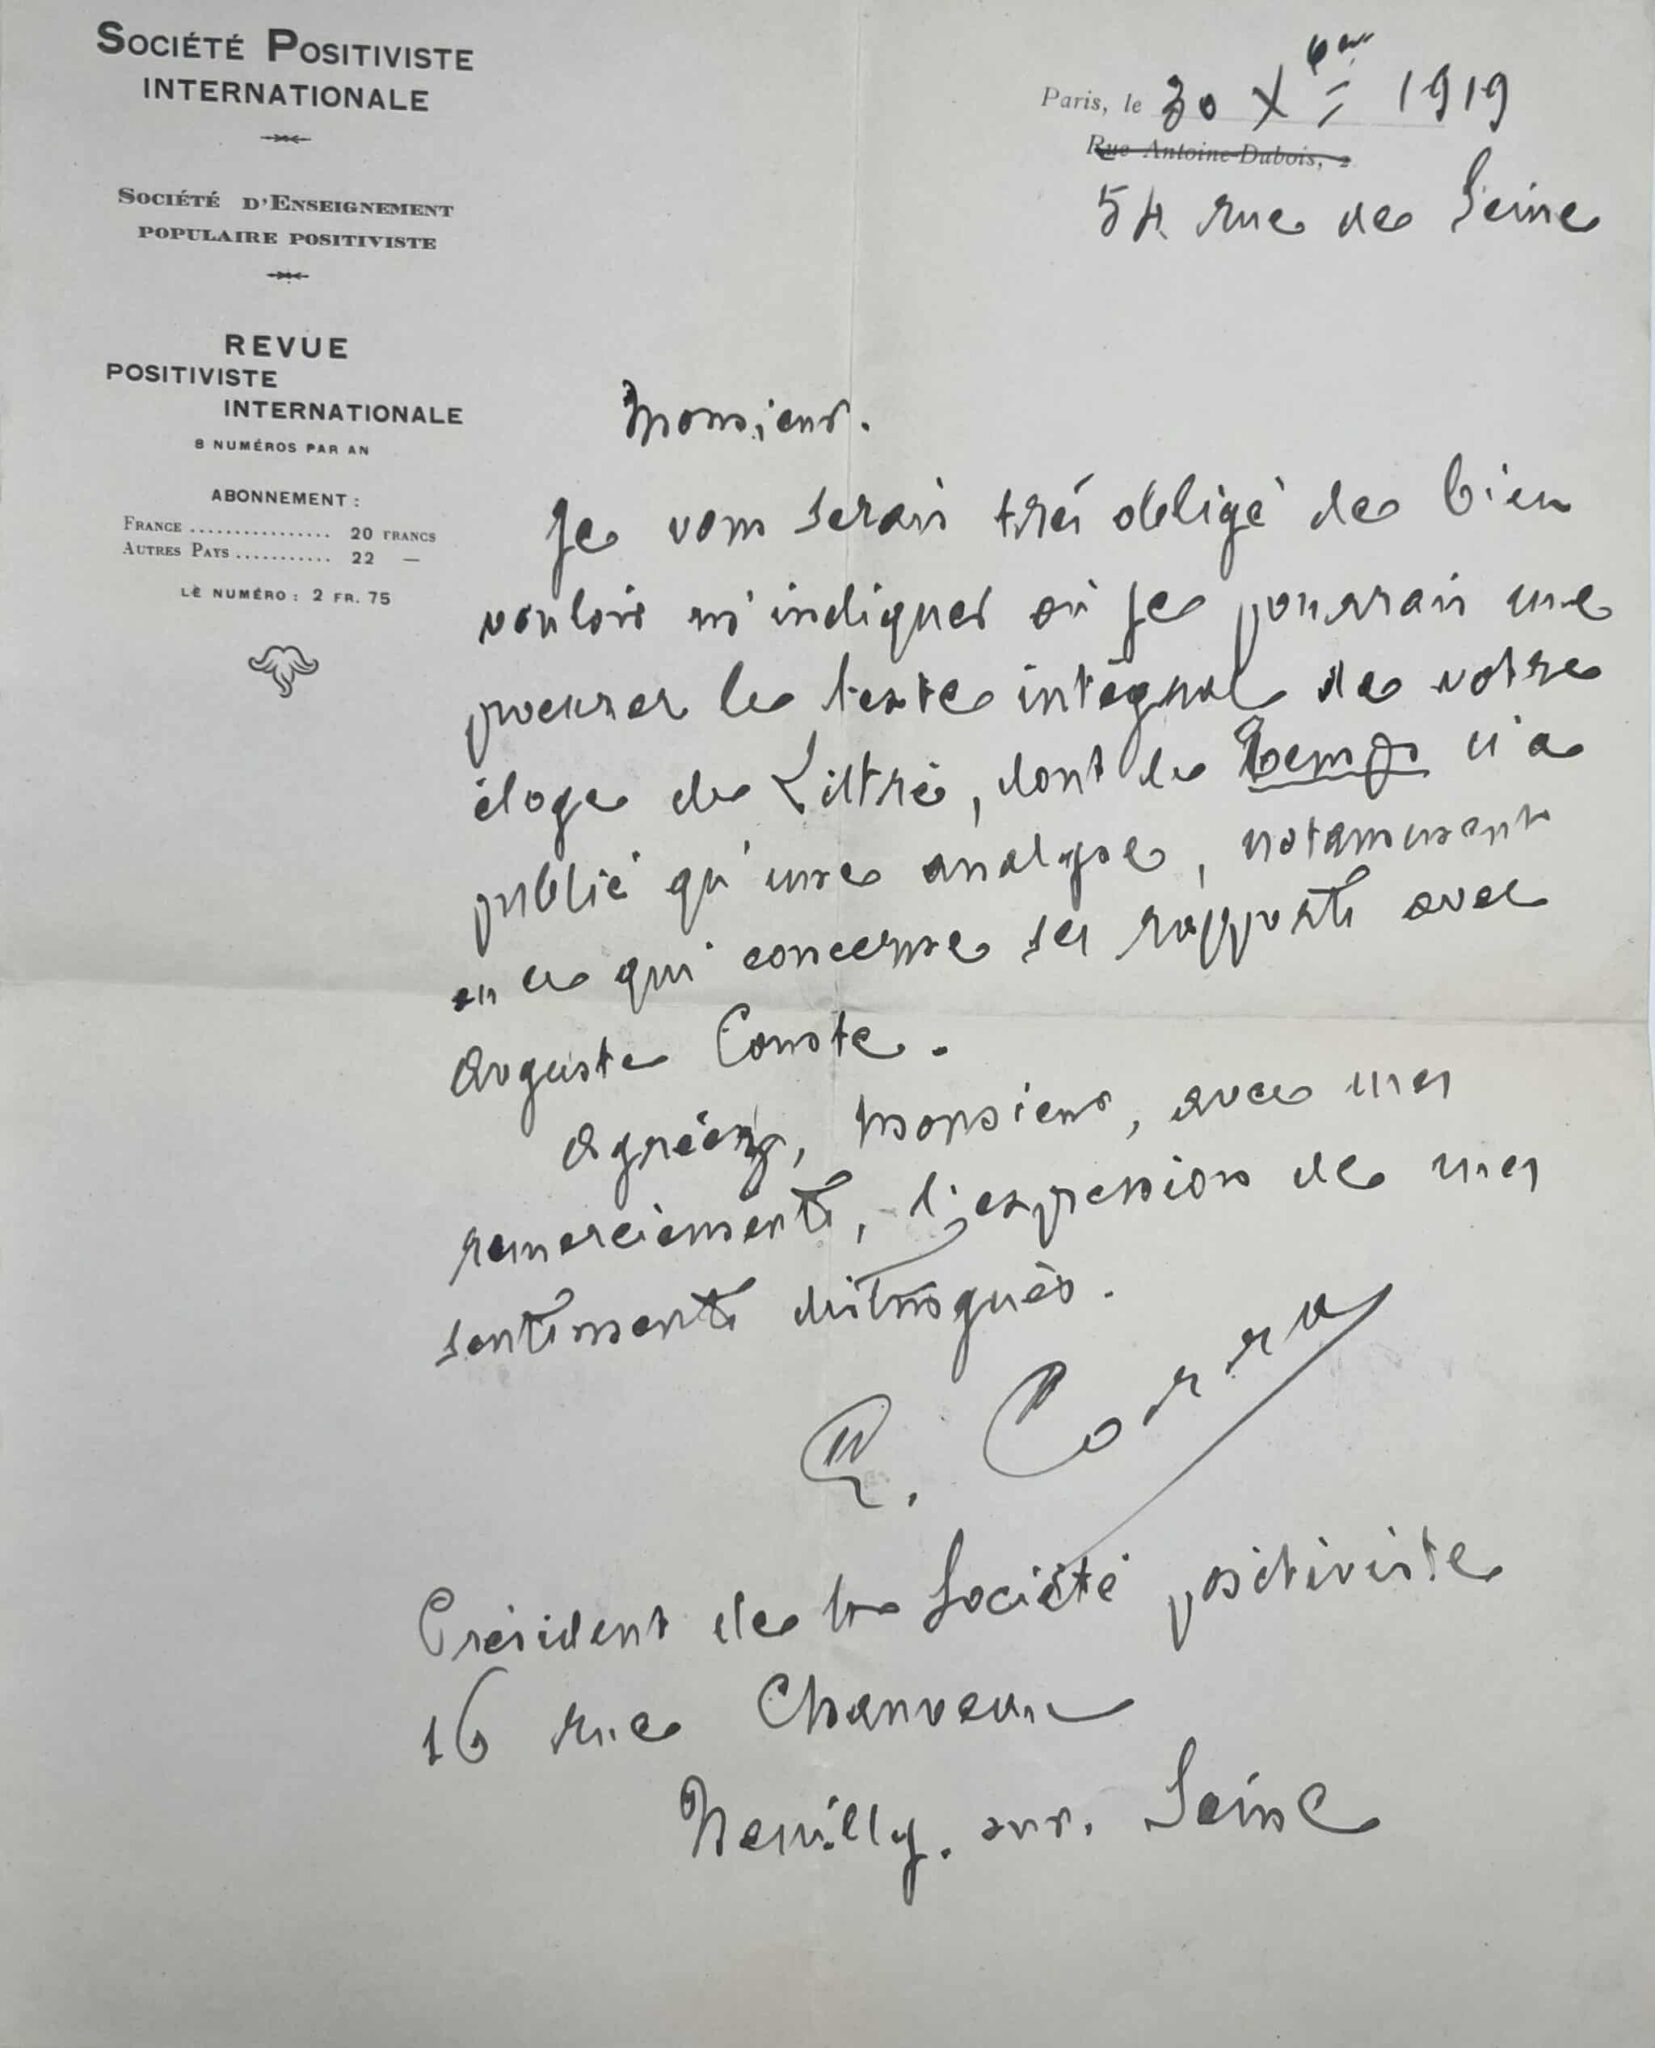 SOCIÉTÉ POSITIVISTE
INTERNATIONALE
SOCIÉTÉ D'ENSEIGNEMENT
POPULAIRE POSITIVISTE
REVUE
POSITIVISTE
INTERNATIONALE
8 NUMÉROS PAR AN
ABONNEMENT :
FRANCE ............... 20 FRANCS
AUTRES PAYS ........... 22 —
LE NUMÉRO : 2 FR. 75
Paris, le 30 Xbre 1919
Rue Antoine-Dubois, 2
54 rue de Seine
Monsieur.
Je vous serais très obligé de bien
vouloir m'indiquer où je pourrais me
procurer le texte intégral de votre
éloge de Littré, dont le Temps n'a
publié qu'une analyse, notamment
en ce qui concerne ses rapports avec
Auguste Comte.
Agréez, Monsieur, avec mes
remerciements, l'expression de mes
sentiments distingués.
E. Corra
Président de la Société positiviste
16 rue Chauveau
Neuilly-sur-Seine